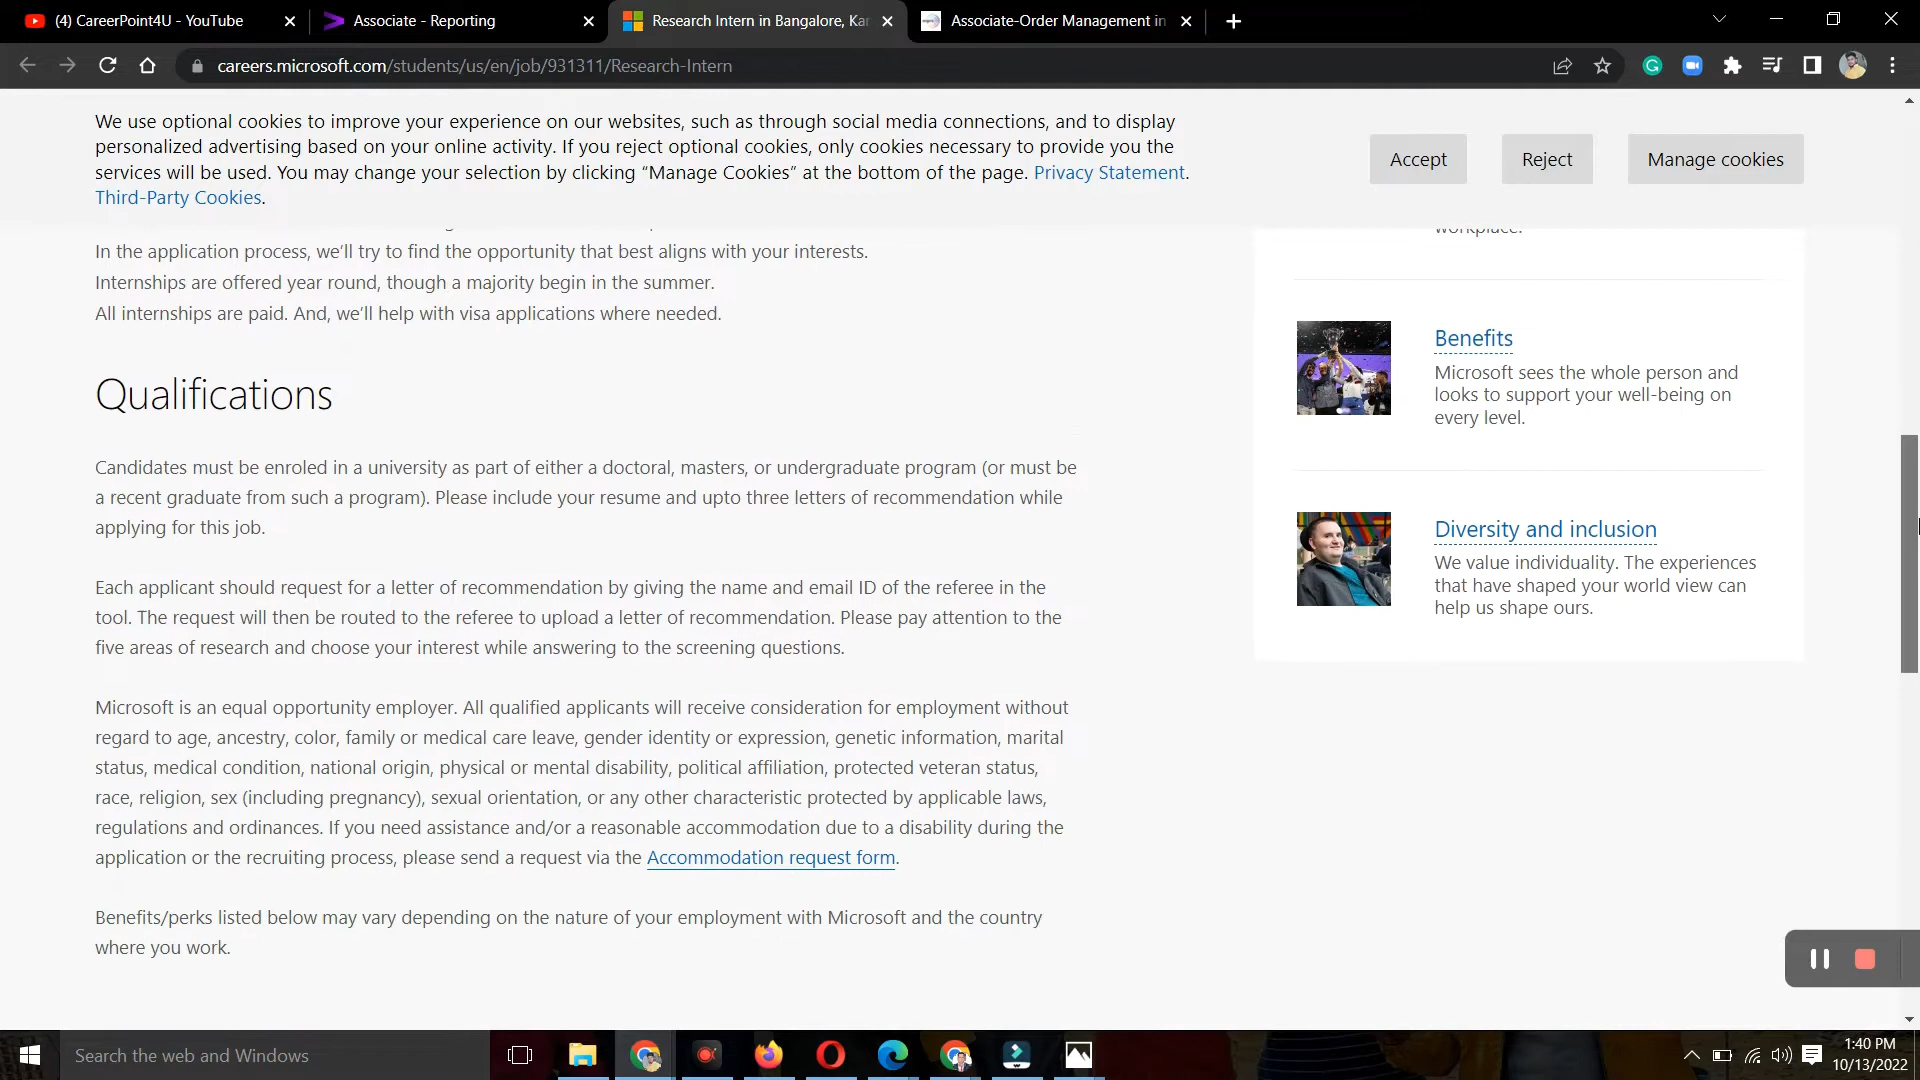 (4) CareerPoint4U - YouTube
Associate - Reporting
Research Intern in Bangalore, Kar
Associate-Order Management in
careers.microsoft.com/students/us/en/job/931311/Research-Intern
We use optional cookies to improve your experience on our websites, such as through social media connections, and to display
personalized advertising based on your online activity. If you reject optional cookies, only cookies necessary to provide you the
services will be used. You may change your selection by clicking “Manage Cookies” at the bottom of the page. Privacy Statement.
Third-Party Cookies.
Accept
Reject
Manage cookies
In the application process, we’ll try to find the opportunity that best aligns with your interests.
Internships are offered year round, though a majority begin in the summer.
All internships are paid. And, we’ll help with visa applications where needed.
Qualifications
Candidates must be enroled in a university as part of either a doctoral, masters, or undergraduate program (or must be
a recent graduate from such a program). Please include your resume and upto three letters of recommendation while
applying for this job.
Each applicant should request for a letter of recommendation by giving the name and email ID of the referee in the
tool. The request will then be routed to the referee to upload a letter of recommendation. Please pay attention to the
five areas of research and choose your interest while answering to the screening questions.
Microsoft is an equal opportunity employer. All qualified applicants will receive consideration for employment without
regard to age, ancestry, color, family or medical care leave, gender identity or expression, genetic information, marital
status, medical condition, national origin, physical or mental disability, political affiliation, protected veteran status,
race, religion, sex (including pregnancy), sexual orientation, or any other characteristic protected by applicable laws,
regulations and ordinances. If you need assistance and/or a reasonable accommodation due to a disability during the
application or the recruiting process, please send a request via the Accommodation request form.
Benefits/perks listed below may vary depending on the nature of your employment with Microsoft and the country
where you work.
workplace.
Benefits
Microsoft sees the whole person and
looks to support your well-being on
every level.
Diversity and inclusion
We value individuality. The experiences
that have shaped your world view can
help us shape ours.
Search the web and Windows
1:40 PM
10/13/2022